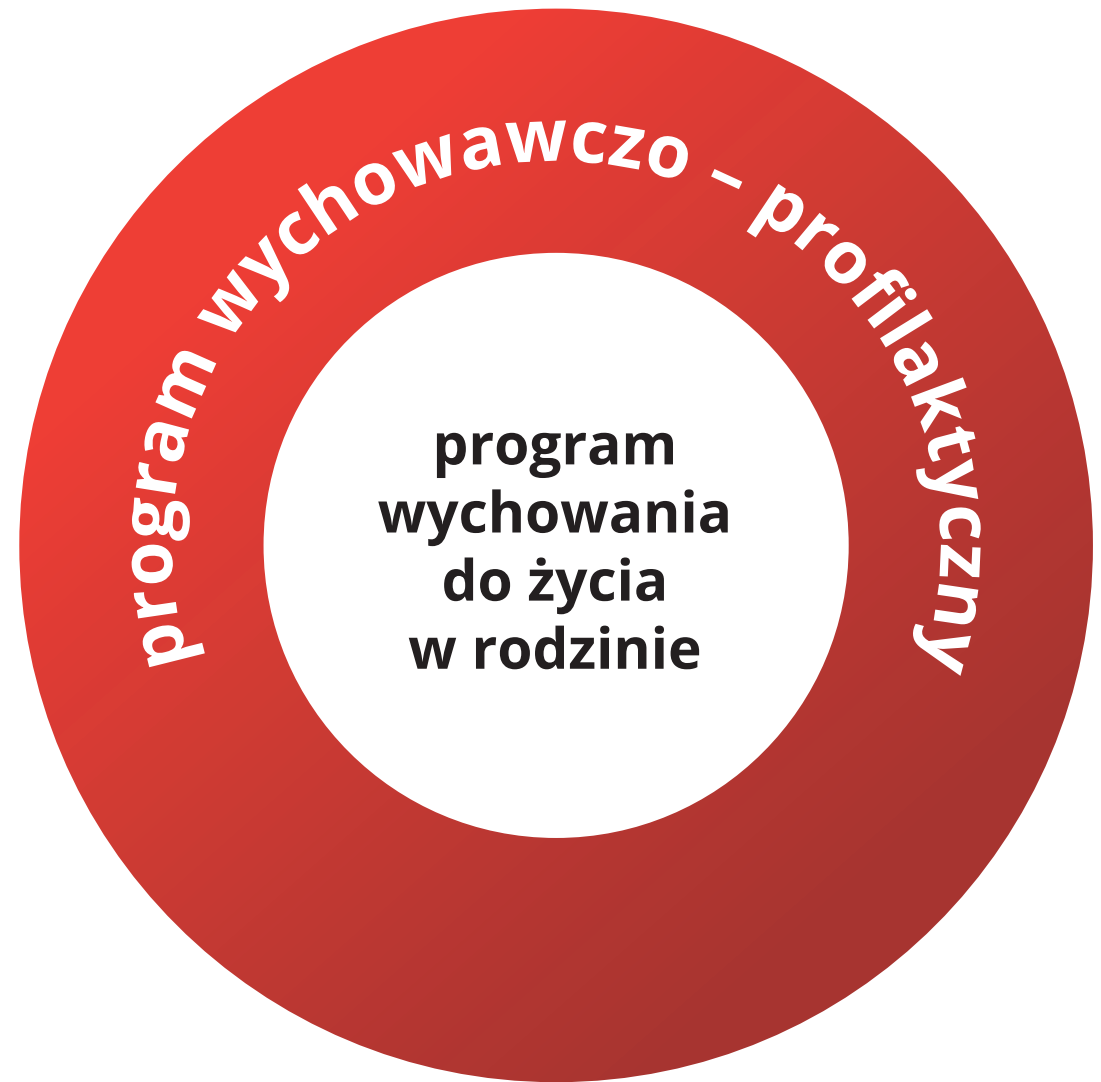 program wychowawczo – profilaktyczny
program
wychowania
do życia
w rodzinie